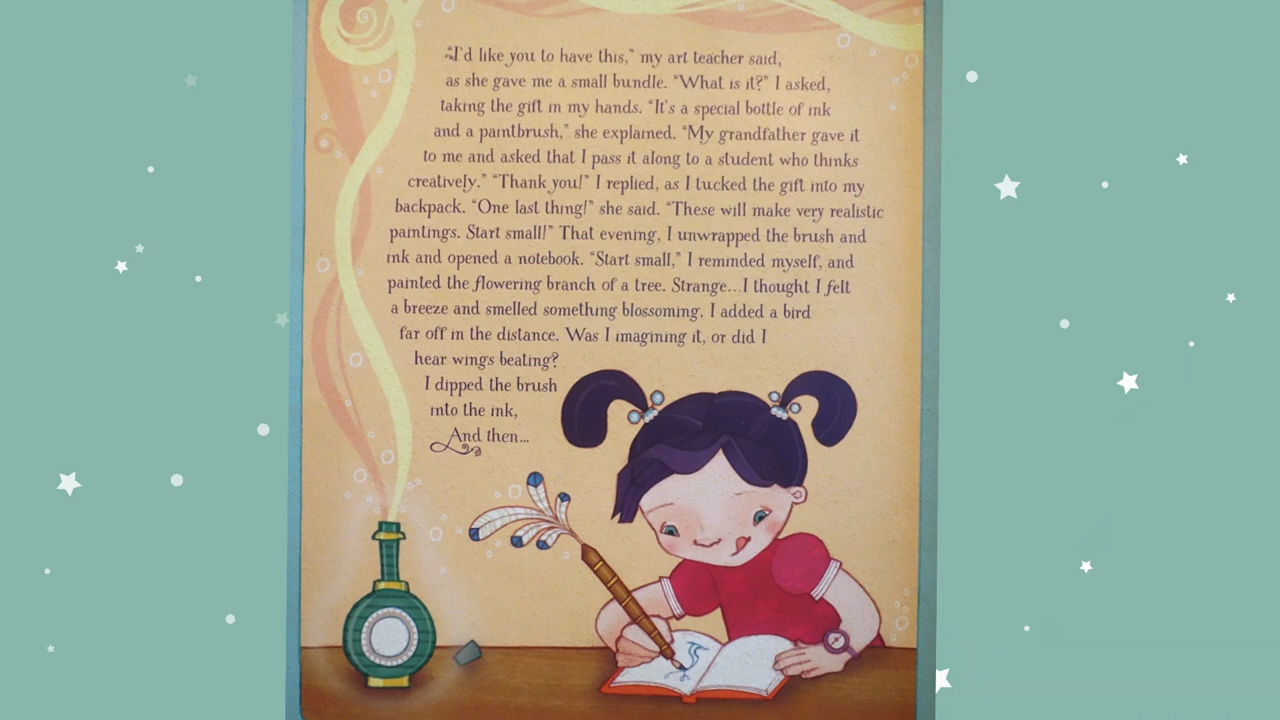 “I’d like you to have this,” my art teacher said,
as she gave me a small bundle. “What is it?” I asked,
taking the gift in my hands. “It’s a special bottle of ink
and a paintbrush,” she explained. “My grandfather gave it
to me and asked that I pass it along to a student who thinks
creatively.” “Thank you!” I replied, as I tucked the gift into my
backpack. “One last thing!” she said. “These will make very realistic
paintings. Start small!” That evening, I unwrapped the brush and
ink and opened a notebook. “Start small,” I reminded myself, and
painted the flowering branch of a tree. Strange...I thought I felt
a breeze and smelled something blossoming. I added a bird
far off in the distance. Was I imagining it, or did I
hear wings beating?
I dipped the brush
into the ink,
And then...